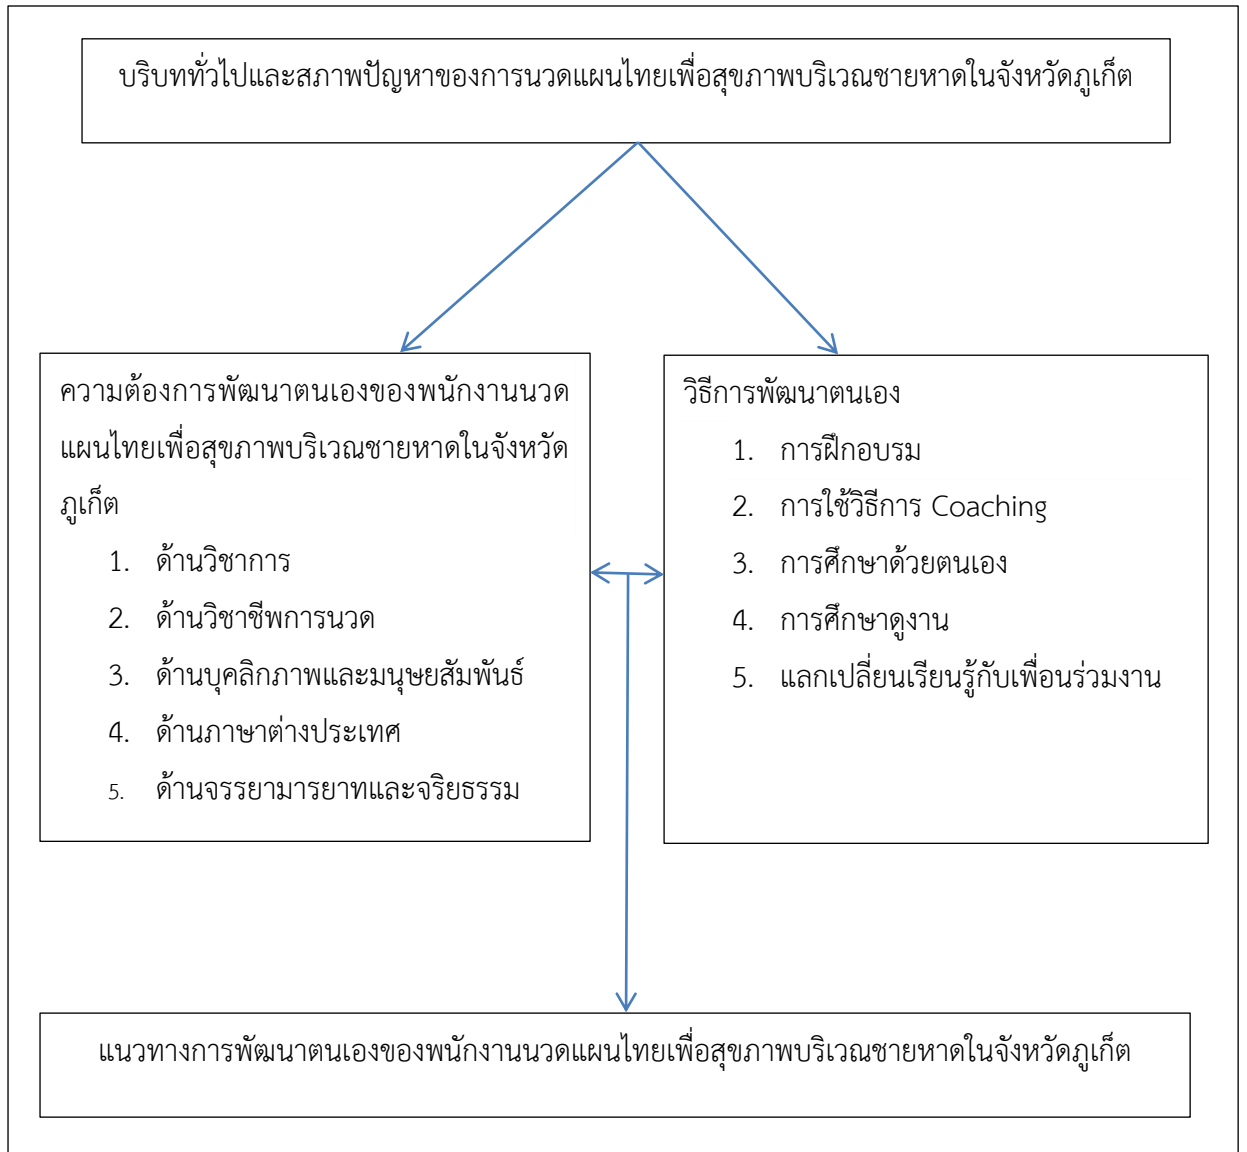 บริบททั่วไปและสภาพปัญหาของการนวดแผนไทยเพื่อสุขภาพบริเวณชายหาดในจังหวัดภูเก็ต
ความต้องการพัฒนาตนเองของพนักงานนวด
แผนไทยเพื่อสุขภาพบริเวณชายหาดในจังหวัด
ภูเก็ต
1. ด้านวิชาการ
2. ด้านวิชาชีพการนวด
3. ด้านบุคลิกภาพและมนุษยสัมพันธ์
4. ด้านภาษาต่างประเทศ
5. ด้านจรรยามารยาทและจริยธรรม
วิธีการพัฒนาตนเอง
1. การฝึกอบรม
2. การใช้วิธีการ Coaching
3. การศึกษาด้วยตนเอง
4. การศึกษาดูงาน
5. แลกเปลี่ยนเรียนรู้กับเพื่อนร่วมงาน
แนวทางการพัฒนาตนเองของพนักงานนวดแผนไทยเพื่อสุขภาพบริเวณชายหาดในจังหวัดภูเก็ต